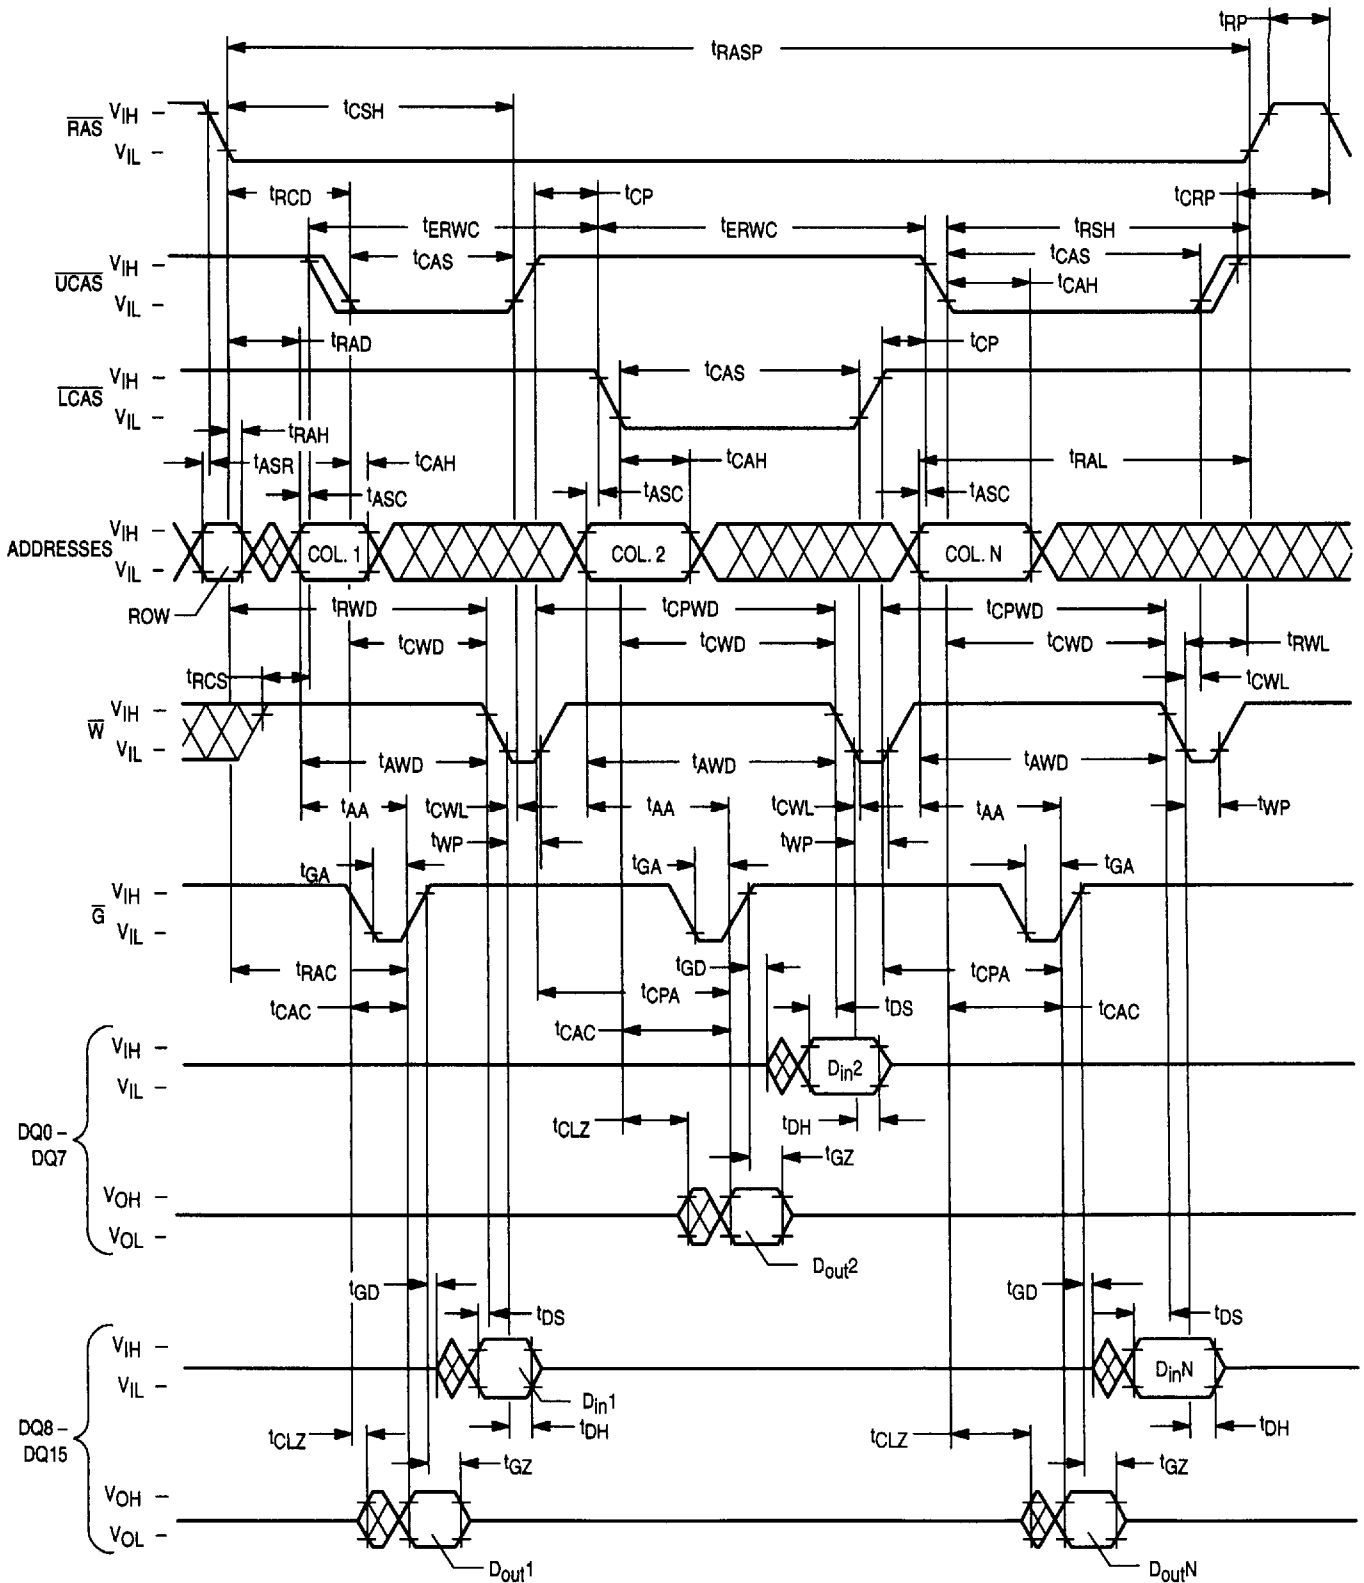 tRP
tRASP
RAS VIH –
tCSH
VIL –
tRCD tCP tCRP
tERWC tERWC tRSH
UCAS VIH – tCAS tCAS
tCAH
VIL –
tRAD tCP
LCAS VIH – tCAS
VIL –
tRAH
tASR tCAH tCAH tRAL
tASC tASC tASC
ADDRESSES VIH –
COL. 1 COL. 2 COL. N
VIL –
ROW
tRWD tCPWD tCPWD
tCWD tCWD tCWD tRWL
tRCS tCWL
W VIH –
VIL –
tAWD tAWD tAWD
tAA tCWL tAA tCWL tAA tWP
tWP tWP
tGA tGA tGA
G VIH –
VIL –
tRAC tGD tCPA
tCPA
tCAC tDS tCAC
tCAC
VIH –
Din2
VIL –
DQ0 –
DQ7
tCLZ tDH
tGZ
VOH –
VOL –
Dout2
tGD tGD
tDS tDS
VIH –
DinN
VIL –
Din1
DQ8 –
DQ15
tCLZ tDH tCLZ tDH
tGZ tGZ
VOH –
VOL –
Dout1 DoutN